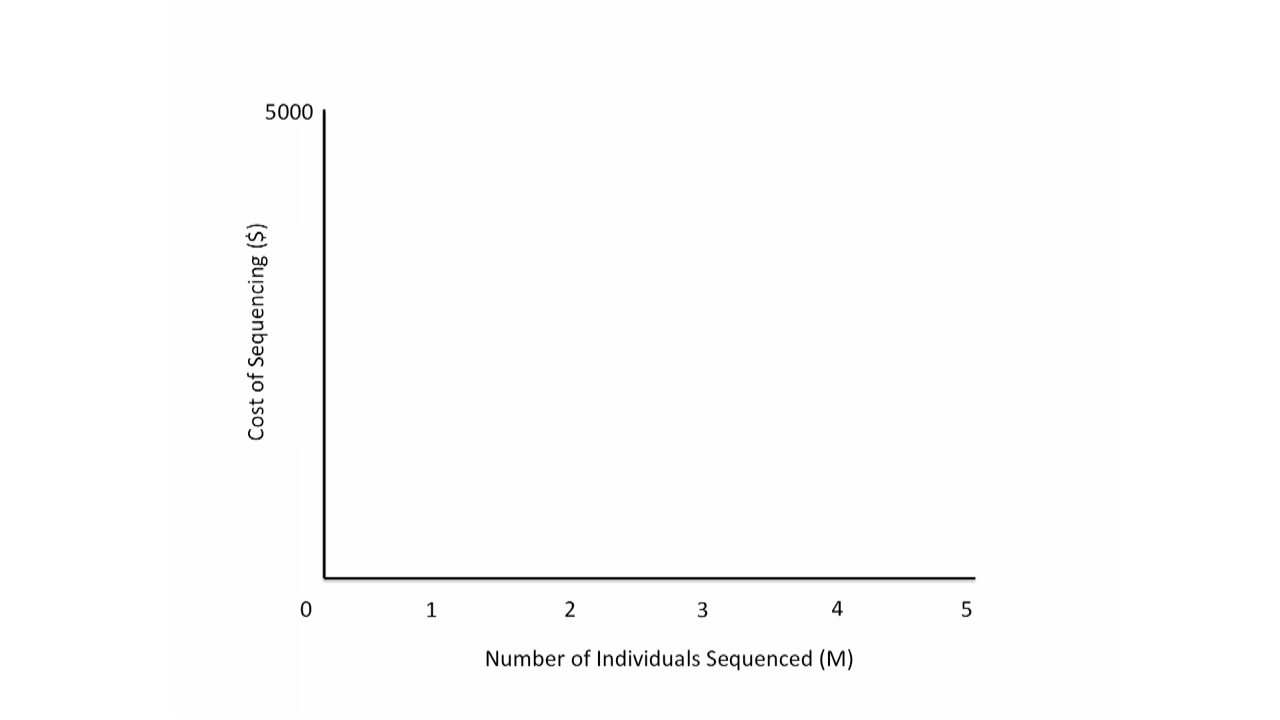 5000
Cost of Sequencing ($)
0 1 2 3 4 5
Number of Individuals Sequenced (M)